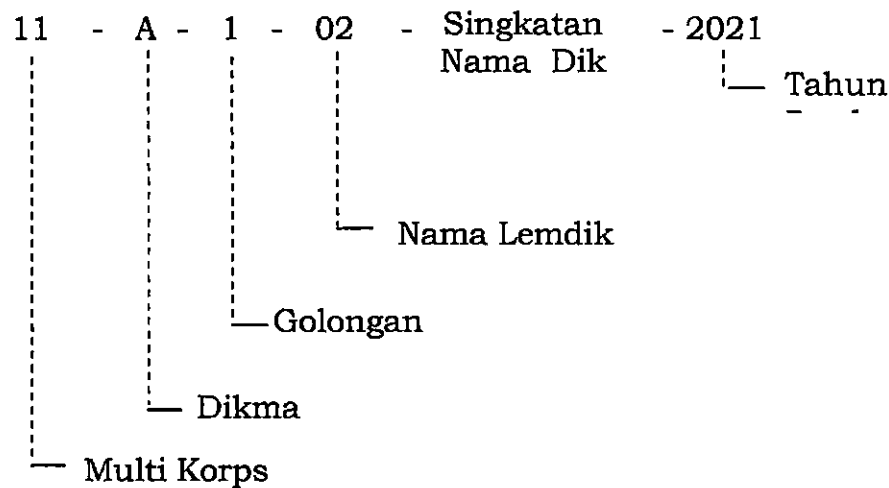 11 - A - 1 - 02 - Singkatan - 2021
Nama Dik
Tahun
Nama Lemdik
Golongan
Dikma
Multi Korps